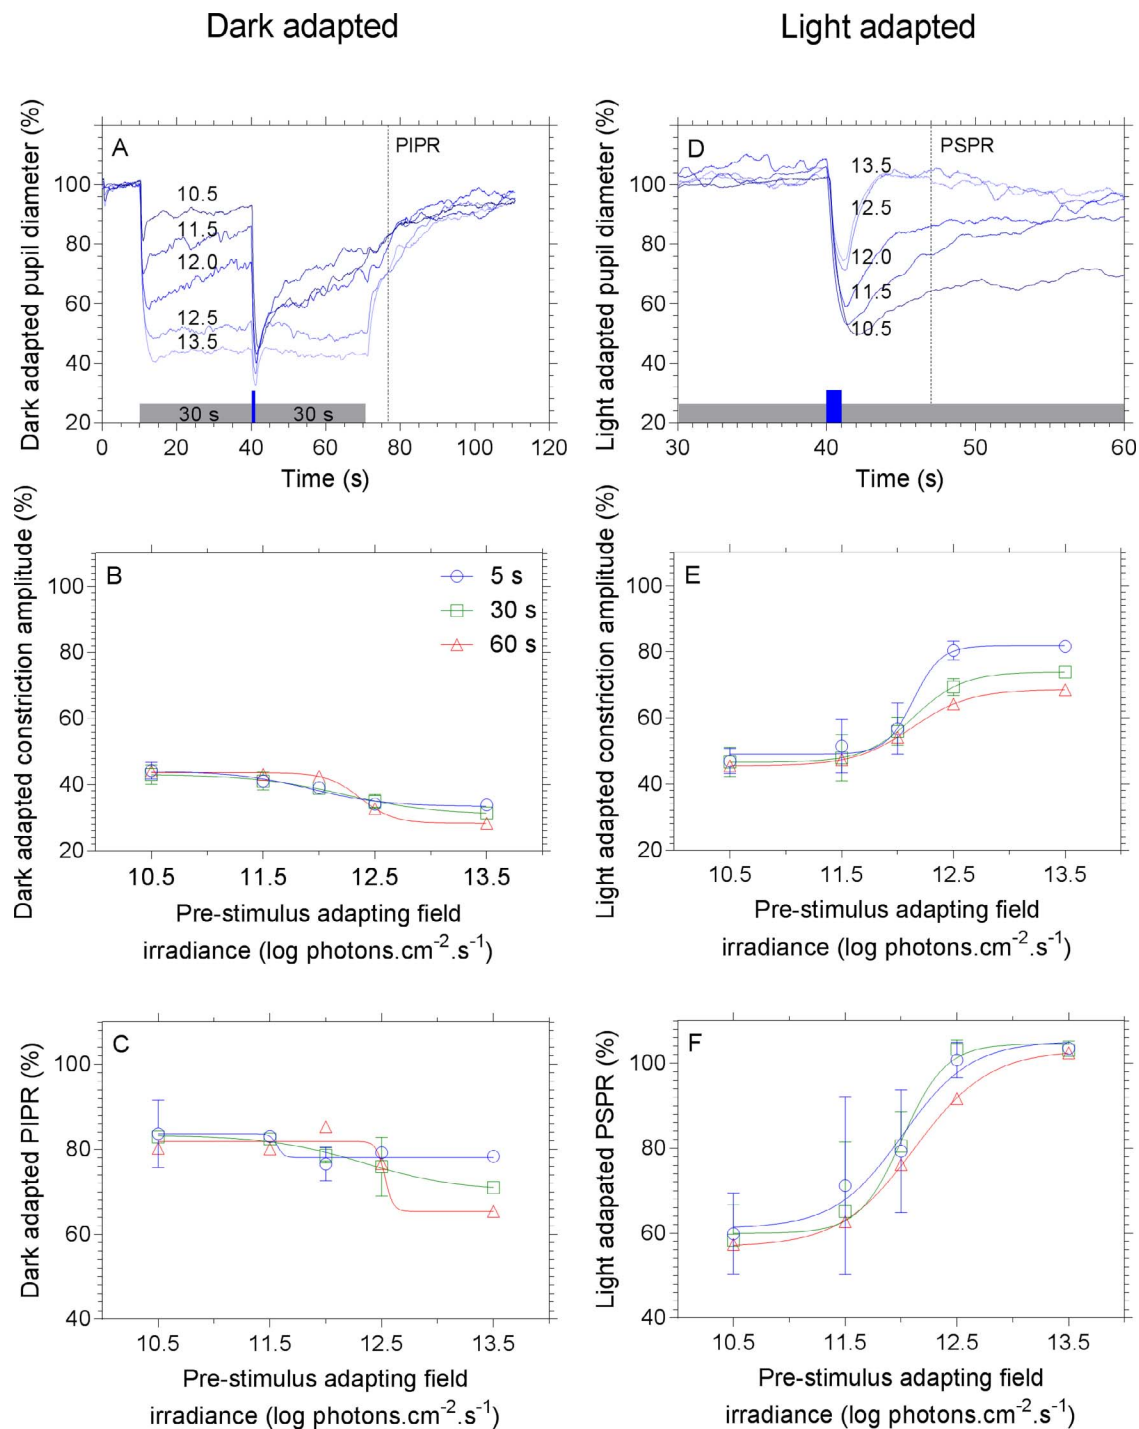 Dark adapted
Light adapted
Dark adapted pupil diameter (%)
A
PIPR
100
80
60
40
20
10.5
11.5
12.0
12.5
13.5
30 s
30 s
0 20 40 60 80 100 120
Time (s)
Light adapted pupil diameter (%)
D
PSPR
100
80
60
40
20
13.5
12.5
12.0
11.5
10.5
30 40 50 60
Time (s)
Dark adapted constriction amplitude (%)
B
5 s
30 s
60 s
100
80
60
40
20
10.5 11.5 12.5 13.5
Pre-stimulus adapting field
irradiance (log photons.cm-2.s-1)
Light adapted constriction amplitude (%)
E
100
80
60
40
20
10.5 11.5 12.5 13.5
Pre-stimulus adapting field
irradiance (log photons.cm-2.s-1)
Dark adapted PIPR (%)
C
100
80
60
40
10.5 11.5 12.5 13.5
Pre-stimulus adapting field
irradiance (log photons.cm-2.s-1)
Light adapated PSPR (%)
F
100
80
60
40
10.5 11.5 12.5 13.5
Pre-stimulus adapting field
irradiance (log photons.cm-2.s-1)